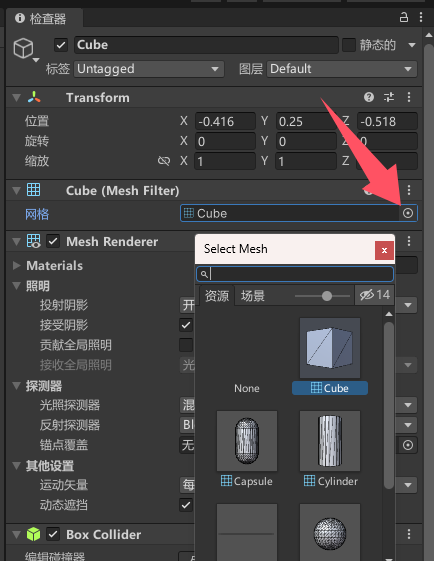 检查器
Cube 静态的
标签 Untagged 图层 Default
Transform
位置 X -0.416 Y 0.25 Z -0.518
旋转 X 0 Y 0 Z 0
缩放 X 1 Y 1 Z
Cube (Mesh Filter)
网格 Cube
Mesh Renderer
Select Mesh x
Materials
照明
资源 场景 14
投射阴影 开
接受阴影
贡献全局照明
接收全局照明 光
None Cube
探测器
光照探测器 混
反射探测器 Bl
锚点覆盖 无
其他设置
Capsule Cylinder
运动矢量 每
动态遮挡
Box Collider
编辑碰撞器